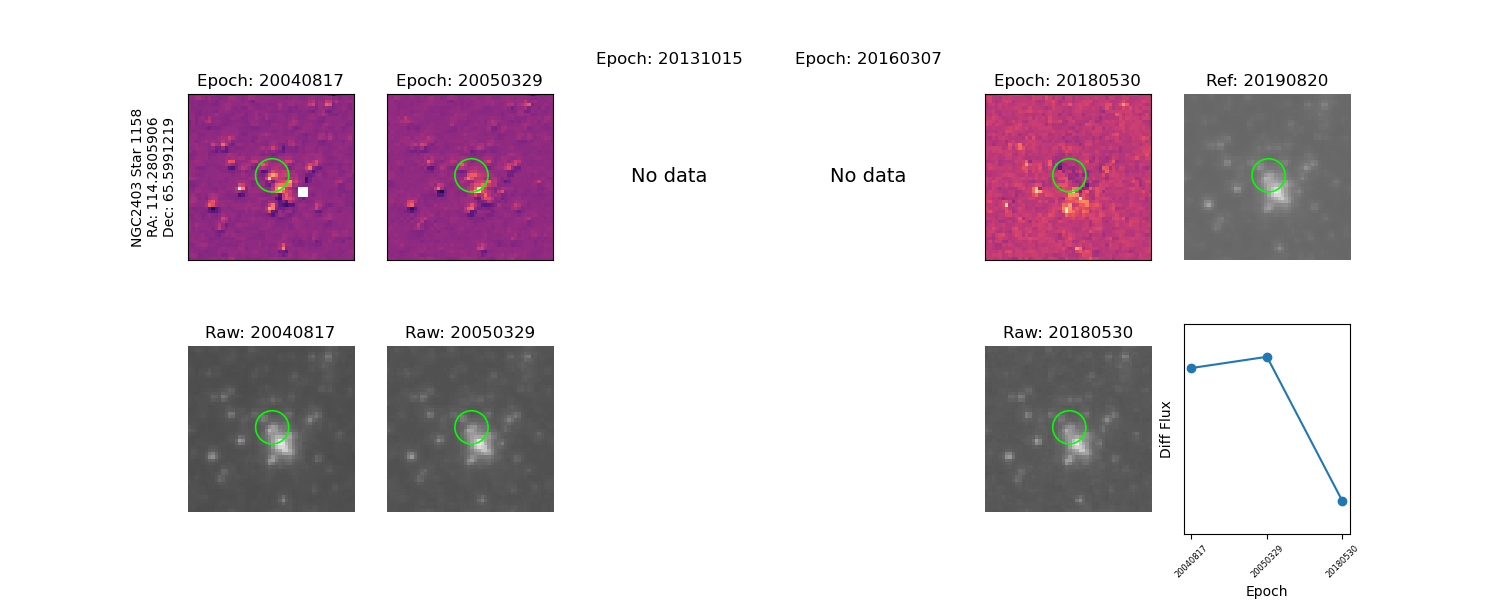 Epoch: 20131015
Epoch: 20160307
Epoch: 20040817
Epoch: 20050329
Epoch: 20180530
Ref: 20190820
NGC2403 Star 1158
RA: 114.2805906
Dec: 65.5991219
No data
No data
Raw: 20040817
Raw: 20050329
Raw: 20180530
Diff Flux
20040817
20050329
20180530
Epoch